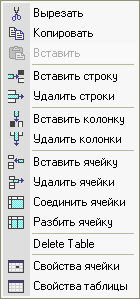 Вырезать
Копировать
Вставить
Вставить строку
Удалить строки
Вставить колонку
Удалить колонки
Вставить ячейку
Удалить ячейки
Соединить ячейки
Разбить ячейку
Delete Table
Свойства ячейки
Свойства таблицы